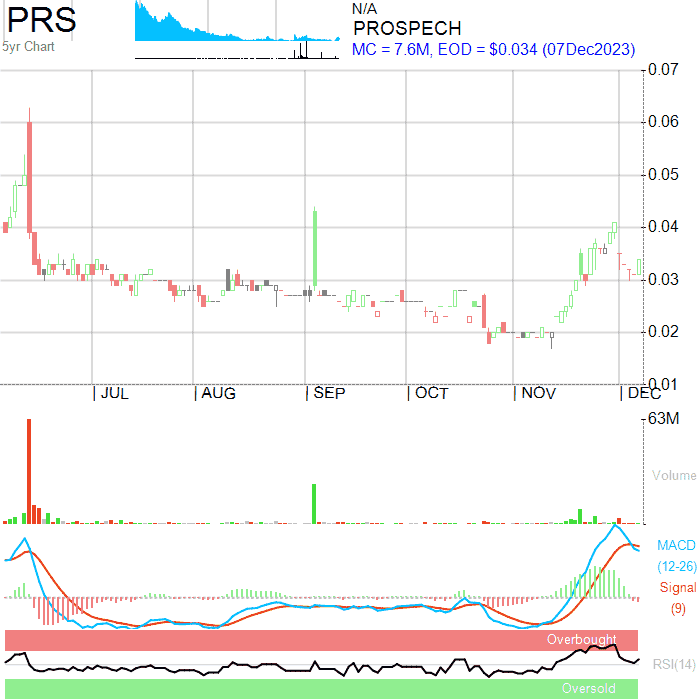 PRS
5yr Chart
N/A
PROSPECH
MC = 7.6M, EOD = $0.034 (07Dec2023)
0.07
0.06
0.05
0.04
0.03
0.02
0.01
JUL
AUG
SEP
OCT
NOV
DEC
63M
Volume
MACD
(12-26)
Signal
(9)
Overbought
RSI(14)
Oversold